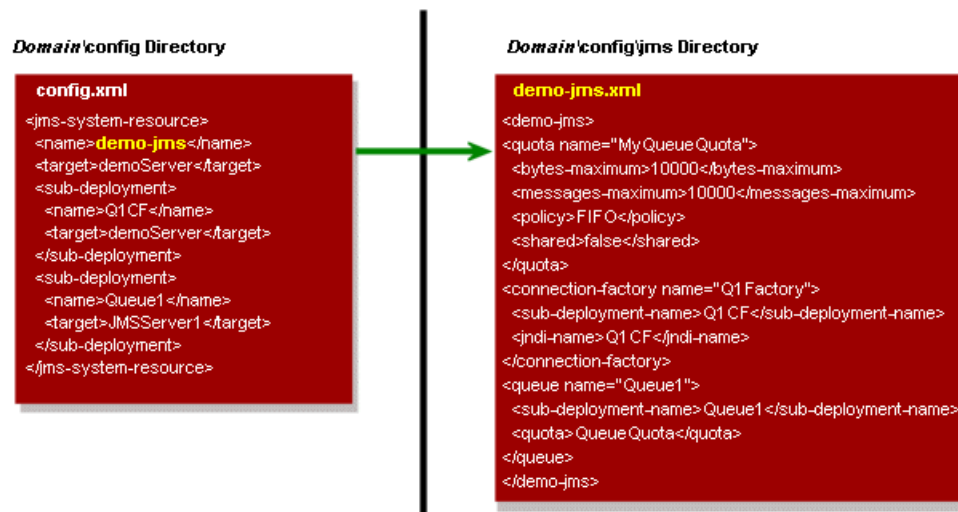 Domain\config Directory
config.xml
<jms-system-resource>
<name>demo-jms</name>
<target>demoServer</target>
<sub-deployment>
<name>Q1CF</name>
<target>demoServer</target>
</sub-deployment>
<sub-deployment>
<name>Queue1</name>
<target>JMSServer1</target>
</sub-deployment>
</jms-system-resource>
Domain\config\jms Directory
demo-jms.xml
<demo-jms>
<quota name="MyQueueQuota">
<bytes-maximum>10000</bytes-maximum>
<messages-maximum>10000</messages-maximum>
<policy>FIFO</policy>
<shared>false</shared>
</quota>
<connection-factory name="Q1Factory">
<sub-deployment-name>Q1CF</sub-deployment-name>
<jndi-name>Q1CF</jndi-name>
</connection-factory>
<queue name="Queue1">
<sub-deployment-name>Queue1</sub-deployment-name>
<quota>QueueQuota</quota>
</queue>
</demo-jms>